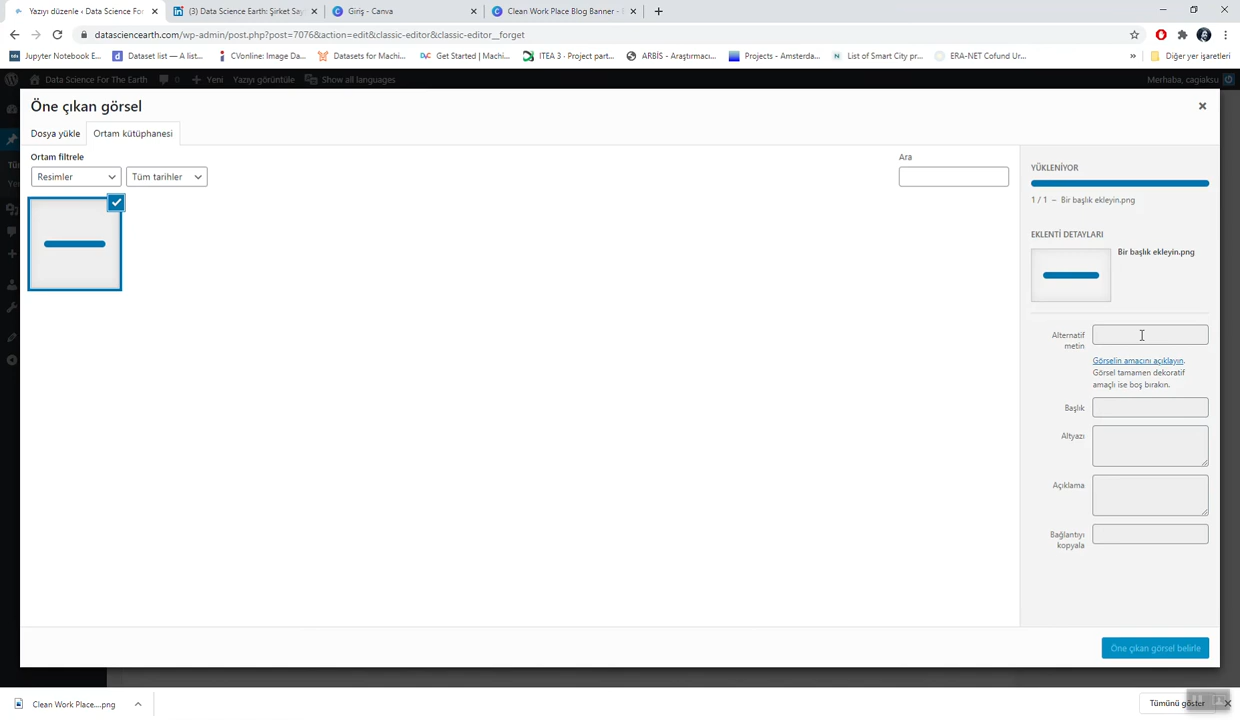 Yazıyı düzenle ‹ Data Science For
(3) Data Science Earth: Şirket Say
Giriş - Canva
Clean Work Place Blog Banner - E
datascienceearth.com/wp-admin/post.php?post=7076&action=edit&classic-editor&classic-editor__forget
Jupyter Notebook E...
Dataset list — A list...
CVonline: Image Da...
Datasets for Machi...
DVC
Get Started | Machi...
ITEA 3 · Project part...
ARBİS - Araştırmacı...
Projects - Amsterda...
N
List of Smart City pr...
ERA-NET Cofund Ur...
»
Diğer yer işaretleri
Data Science For The Earth
0
Yeni
Yazıyı görüntüle
Show all languages
Merhaba, cagiaksu
Öne çıkan görsel
Dosya yükle
Ortam kütüphanesi
Ortam filtrele
Resimler
Tüm tarihler
Ara
YÜKLENİYOR
1 / 1 – Bir başlık ekleyin.png
EKLENTİ DETAYLARI
Bir başlık ekleyin.png
Alternatif
metin
Görselin amacını açıklayın.
Görsel tamamen dekoratif
amaçlı ise boş bırakın.
Başlık
Altyazı
Açıklama
Bağlantıyı
kopyala
Öne çıkan görsel belirle
Clean Work Place....png
Tümünü göster